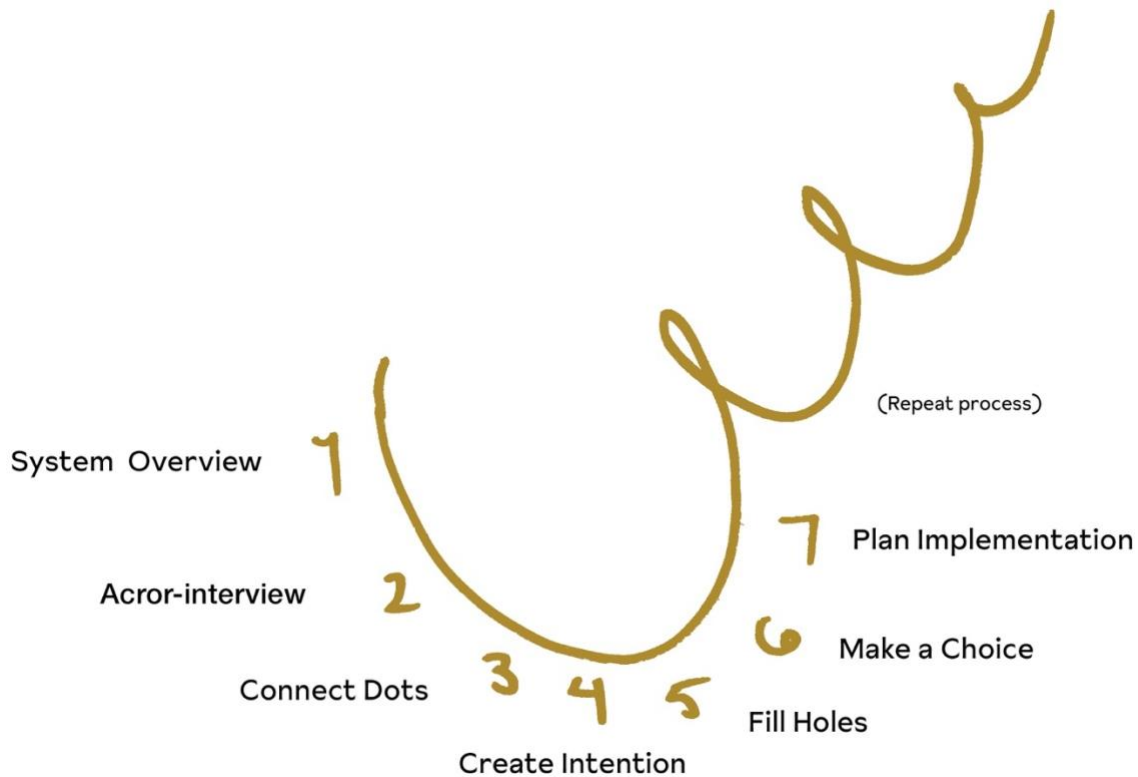 1 System Overview
2 Acror-interview
3 Connect Dots
4 Create Intention
5 Fill Holes
6 Make a Choice
7 Plan Implementation
(Repeat process)